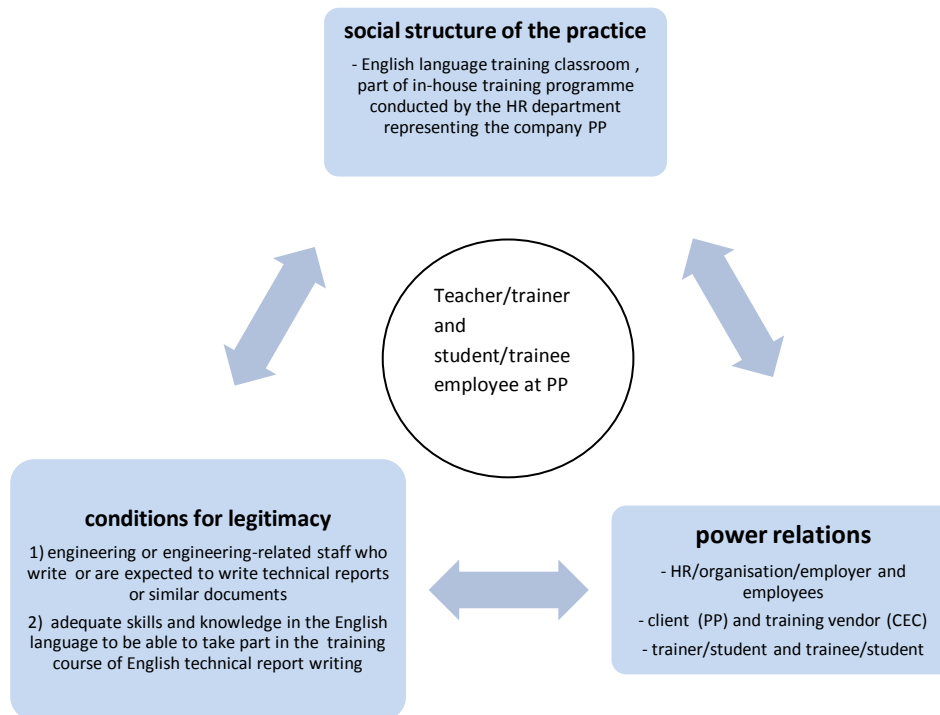 social structure of the practice
- English language training classroom ,
part of in-house training programme
conducted by the HR department
representing the company PP
Teacher/trainer
and
student/trainee
employee at PP
conditions for legitimacy
1) engineering or engineering-related staff who
write or are expected to write technical reports
or similar documents
2) adequate skills and knowledge in the English
language to be able to take part in the training
course of English technical report writing
power relations
- HR/organisation/employer and
employees
- client (PP) and training vendor (CEC)
- trainer/student and trainee/student